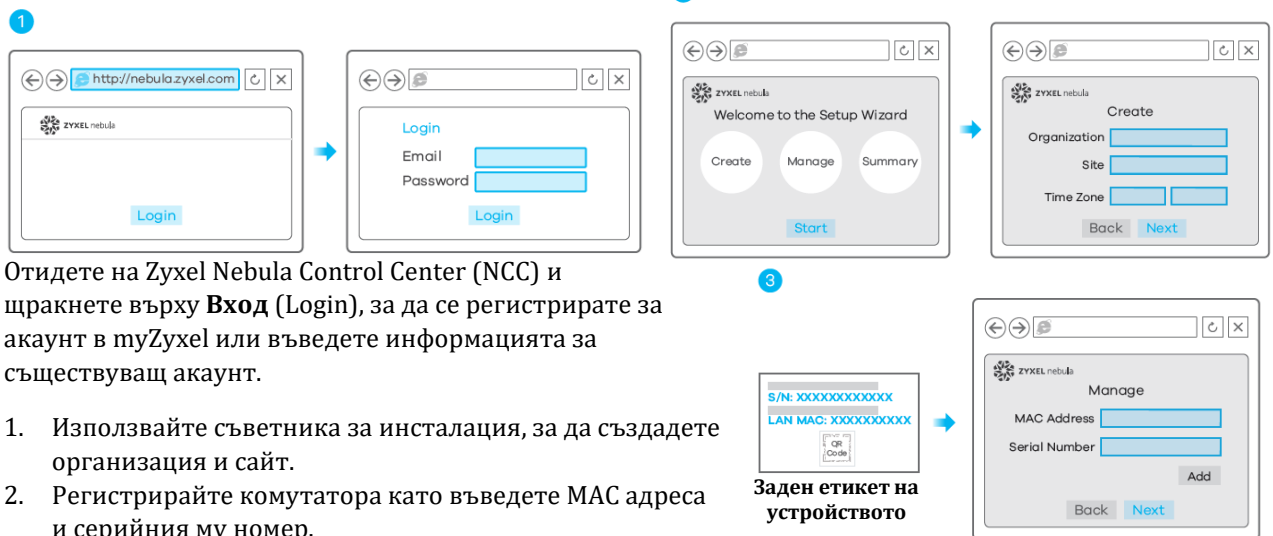 1
http://nebula.zyxel.com
ZYXEL nebula
Login
Login
Email
Password
Login
ZYXEL nebula
Welcome to the Setup Wizard
Create
Manage
Summary
Start
ZYXEL nebula
Create
Organization
Site
Time Zone
Back Next
Отидете на Zyxel Nebula Control Center (NCC) и
щракнете върху Вход (Login), за да се регистрирате за
акаунт в myZyxel или въведете информацията за
съществуващ акаунт.
1. Използвайте съветника за инсталация, за да създадете
организация и сайт.
2. Регистрирайте комутатора като въведете MAC адреса
и серийния му номер.
3
S/N: XXXXXXXXXXXX
LAN MAC: XXXXXXXXXX
QR
Code
Заден етикет на
устройството
ZYXEL nebula
Manage
MAC Address
Serial Number
Add
Back Next